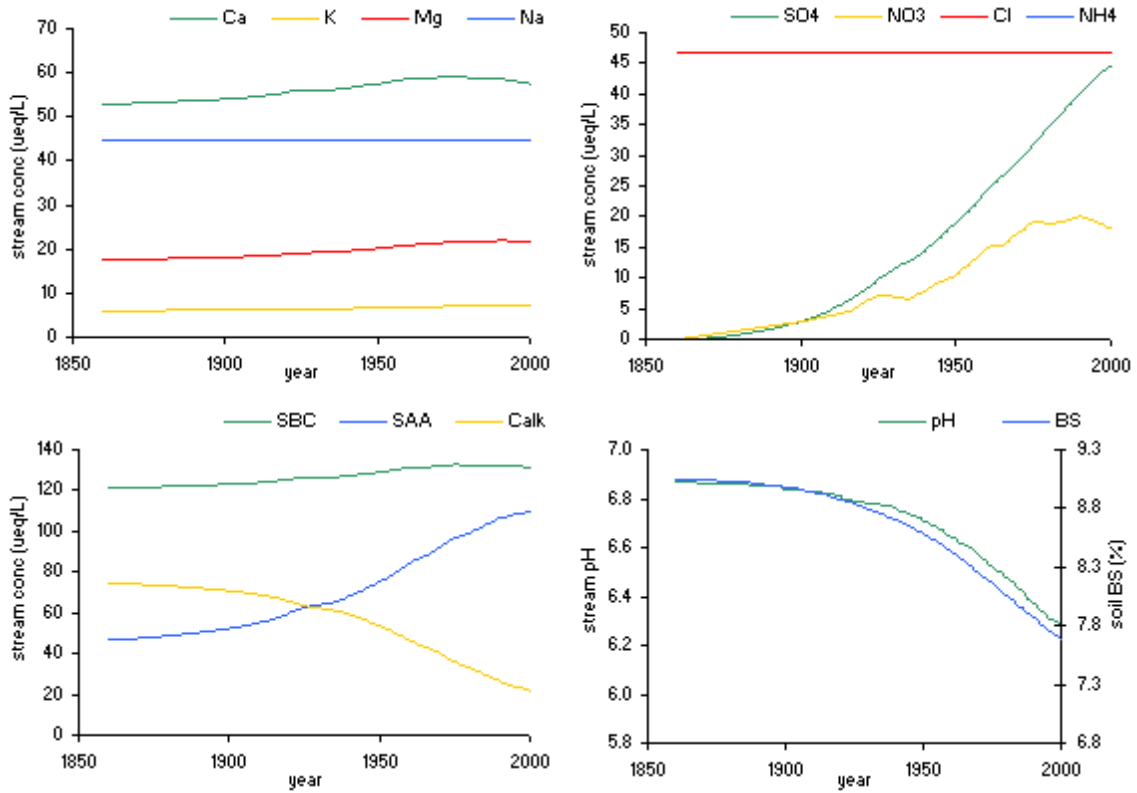 Ca K Mg Na
70
60
50
40
30
20
10
0
stream conc (ueq/L)
1850 1900 1950 2000
year
SO4 NO3 Cl NH4
50
45
40
35
30
25
20
15
10
5
0
stream conc (ueq/L)
1850 1900 1950 2000
year
SBC SAA Calk
140
120
100
80
60
40
20
0
stream conc (ueq/L)
1850 1900 1950 2000
year
pH BS
7.0
6.8
6.6
6.4
6.2
6.0
5.8
stream pH
9.3
8.8
8.3
7.8
7.3
6.8
soil BS (%)
1850 1900 1950 2000
year